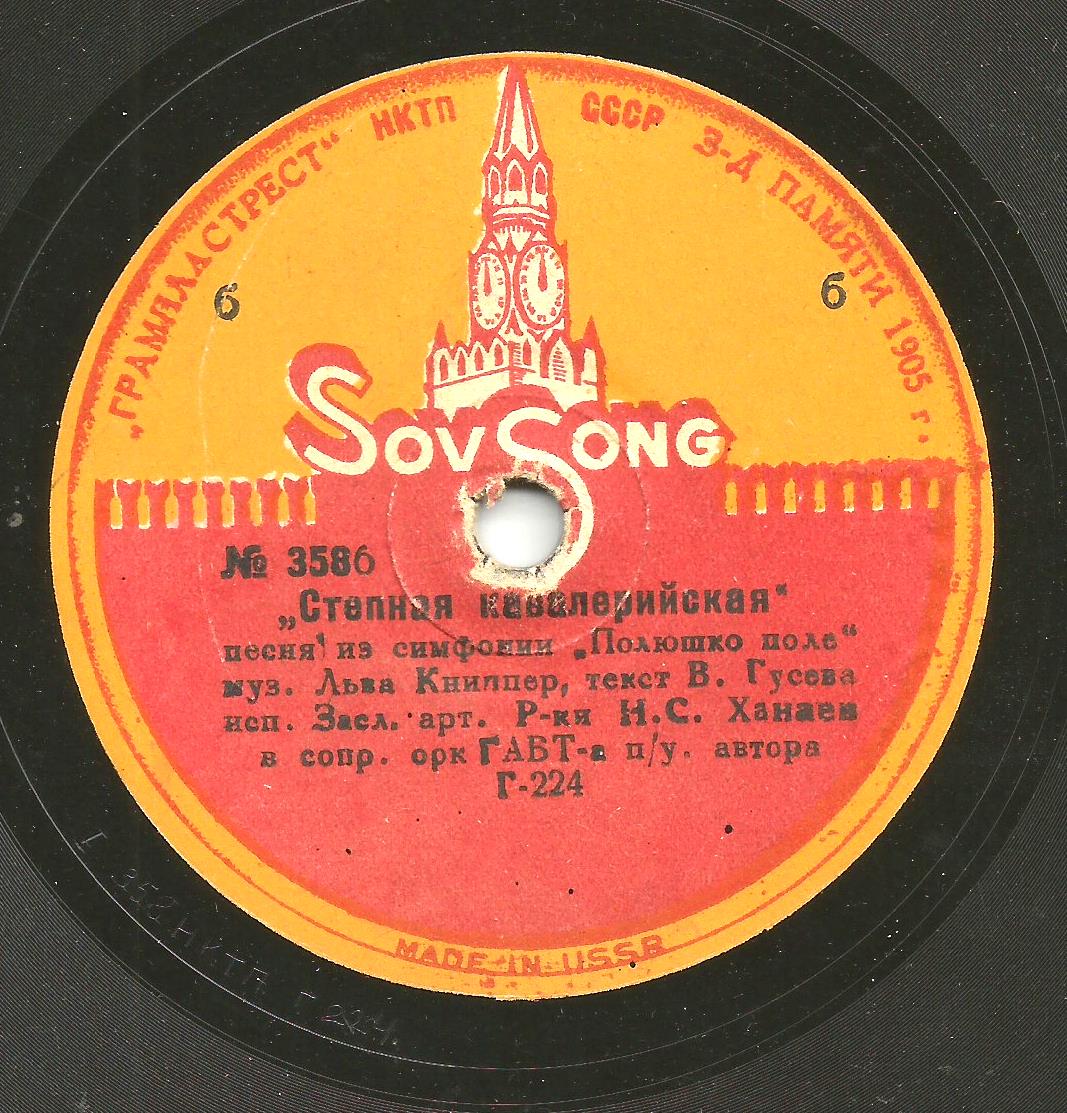 „ГРАМПЛАСТРЕСТ“ НКТП СССР З-Д ПАМЯТИ 1905 г.
6 6
SOVSONG
№ 3586
„Степная кавалерийская“
песня из симфонии „Полюшко поле“
муз. Льва Книппер, текст В. Гусева
исп. Засл. арт. Р-ки Н.С. Ханаев
в сопр. орк ГАБТ-а п/у. автора
Г-224
MADE IN USSR